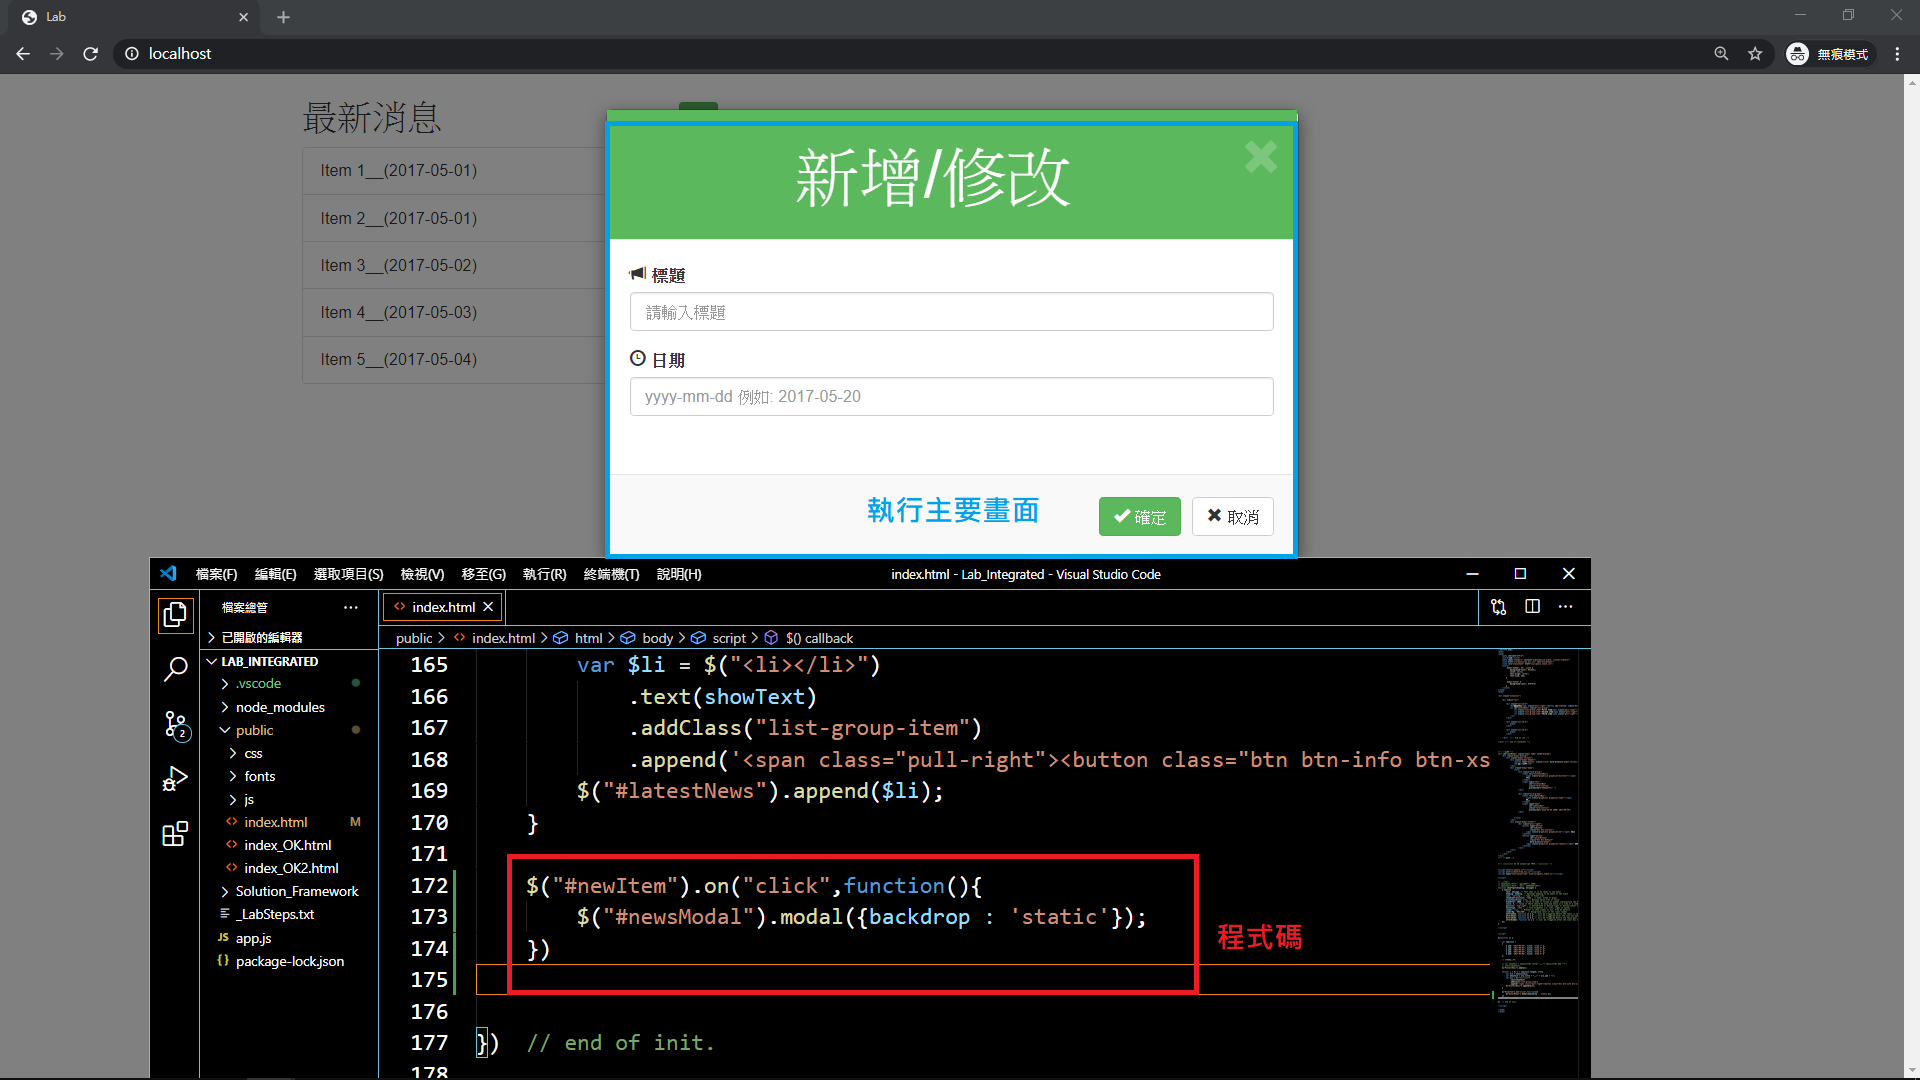 Lab
localhost
無痕模式
最新消息
Item 1__(2017-05-01)
Item 2__(2017-05-01)
Item 3__(2017-05-02)
Item 4__(2017-05-03)
Item 5__(2017-05-04)
新增/修改
標題
請輸入標題
日期
yyyy-mm-dd 例如: 2017-05-20
執行主要畫面
確定
取消
檔案(F) 編輯(E) 選取項目(S) 檢視(V) 移至(G) 執行(R) 終端機(T) 說明(H)
index.html - Lab_Integrated - Visual Studio Code
檔案總管
已開啟的編輯器
LAB_INTEGRATED
.vscode
node_modules
public
css
fonts
js
index.html M
index_OK.html
index_OK2.html
Solution_Framework
_LabSteps.txt
JS app.js
{} package-lock.json
2
index.html
public > index.html > html > body > script > $() callback
165 var $li = $("<li></li>")
166 .text(showText)
167 .addClass("list-group-item")
168 .append('<span class="pull-right"><button class="btn btn-info btn-xs
169 $("#latestNews").append($li);
170 }
171
172 $("#newItem").on("click",function(){
173 $("#newsModal").modal({backdrop : 'static'});
174 })
175
176
177 }) // end of init.
178
程式碼